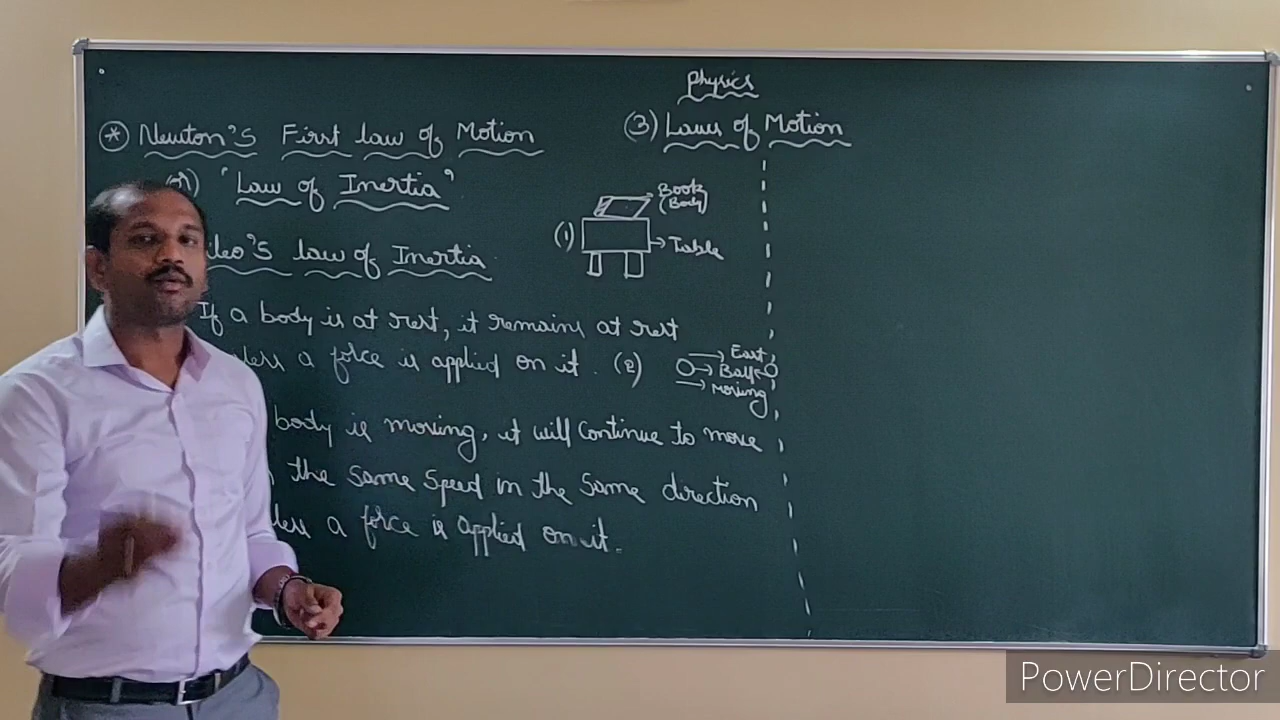 Physics
(*) Newton's First law of Motion
(3) Laws of Motion
"Law of Inertia"
Book
(Body)
(1)
Table
law of Inertia
If a body is at rest, it remains at rest
a force is applied on it.
(2)
East
Ball
Moving
body is moving, it will continue to move
the same speed in the same direction
a force is applied on it.
PowerDirector